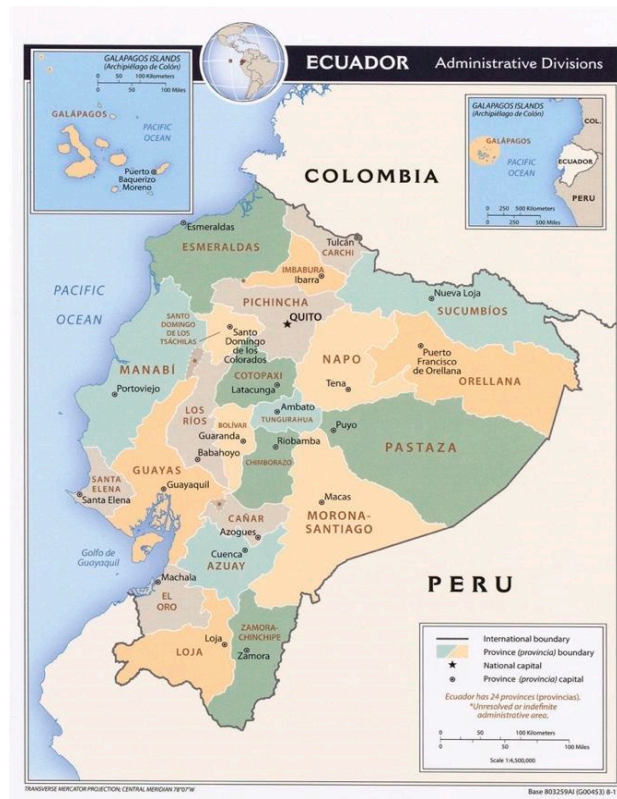 ECUADOR Administrative Divisions
GALAPAGOS ISLANDS
(Archipiélago de Colón)
0 50 100 Kilometers
0 50 100 Miles
GALÁPAGOS
PACIFIC
OCEAN
Puerto
Baquerizo
Moreno
GALAPAGOS ISLANDS
(Archipiélago de Colón)
COL.
GALÁPAGOS
PACIFIC
OCEAN
ECUADOR
PERU
0 250 500 Kilometers
0 250 500 Miles
COLOMBIA
Esmeraldas
ESMERALDAS
Tulcán
CARCHI
IMBABURA
Ibarra
PACIFIC
OCEAN
PICHINCHA
QUITO
Nueva Loja
SUCUMBÍOS
SANTO
DOMINGO
DE LOS
TSÁCHILAS
Santo
Domingo
de los
Colorados
NAPO
Puerto
Francisco
de Orellana
ORELLANA
MANABÍ
Portoviejo
COTOPAXI
Latacunga
Tena
LOS
RÍOS
BOLÍVAR
Guaranda
Ambato
TUNGURAHUA
Puyo
PASTAZA
Babahoyo
Riobamba
CHIMBORAZO
GUAYAS
Guayaquil
SANTA
ELENA
Santa Elena
Macas
MORONA-
SANTIAGO
CAÑAR
Azogues
Golfo de
Guayaquil
Cuenca
AZUAY
Machala
EL
ORO
PERU
LOJA
Loja
ZAMORA-
CHINCHIPE
Zamora
International boundary
Province (provincia) boundary
National capital
Province (provincia) capital
Ecuador has 24 provinces (provincias).
*Unresolved or indefinite
administrative area.
0 50 100 Kilometers
0 50 100 Miles
Scale 1:4,500,000
TRANSVERSE MERCATOR PROJECTION; CENTRAL MERIDIAN 78°07'W
Base 803259AI (G00453) 8-1